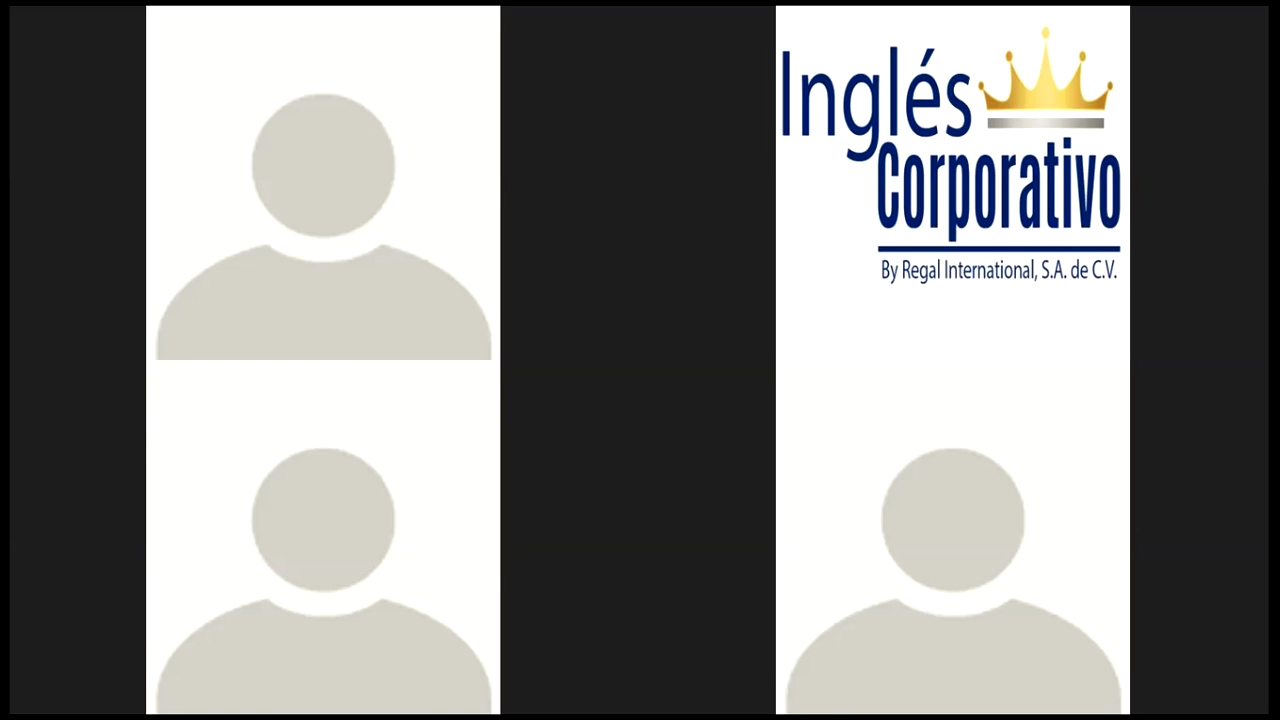 Inglés
Corporativo
By Regal International, S.A. de C.V.